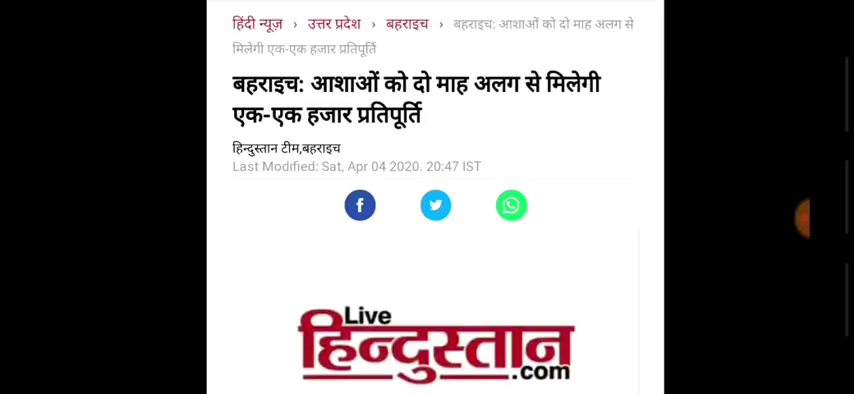 हिंदी न्यूज़ › उत्तर प्रदेश › बहराइच › बहराइच: आशाओं को दो माह अलग से
मिलेगी एक-एक हजार प्रतिपूर्ति
बहराइच: आशाओं को दो माह अलग से मिलेगी
एक-एक हजार प्रतिपूर्ति
हिन्दुस्तान टीम,बहराइच
Last Modified: Sat, Apr 04 2020. 20:47 IST
Live
हिन्दुस्तान
.com